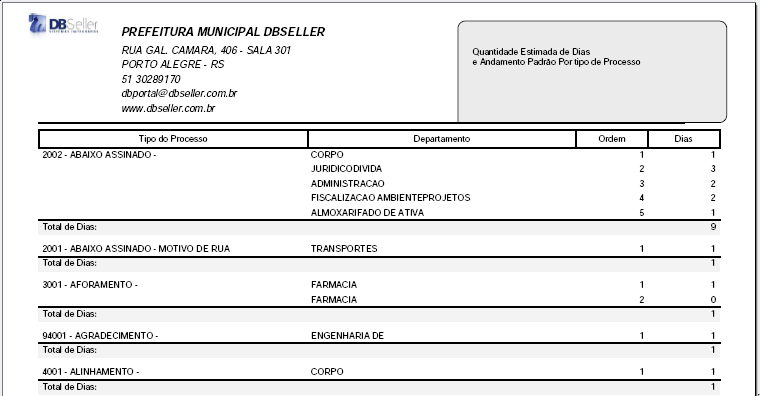 DBSeller
PREFEITURA MUNICIPAL DBSELLER
RUA GAL. CAMARA, 406 - SALA 301
PORTO ALEGRE - RS
51 30289170
dbportal@dbseller.com.br
www.dbseller.com.br
Quantidade Estimada de Dias
e Andamento Padrão Por tipo de Processo
Tipo do Processo Departamento Ordem Dias
2002 - ABAIXO ASSINADO - CORPO 1 1
JURIDICODIVIDA 2 3
ADMINISTRACAO 3 2
FISCALIZACAO AMBIENTEPROJETOS 4 2
ALMOXARIFADO DE ATIVA 5 1
Total de Dias: 9
2001 - ABAIXO ASSINADO - MOTIVO DE RUA TRANSPORTES 1 1
Total de Dias: 1
3001 - AFORAMENTO - FARMACIA 1 1
FARMACIA 2 0
Total de Dias: 1
94001 - AGRADECIMENTO - ENGENHARIA DE 1 1
Total de Dias: 1
4001 - ALINHAMENTO - CORPO 1 1
Total de Dias: 1